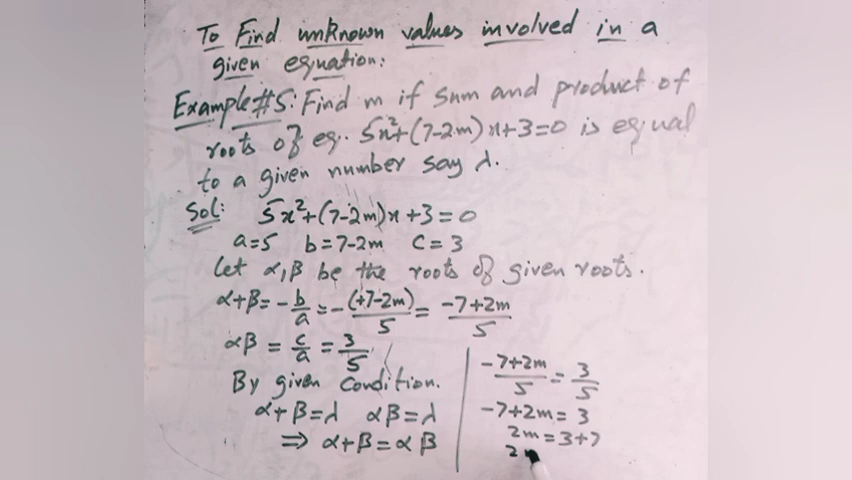 To Find unknown values involved in a
given equation:
Example#5: Find m if sum and product of
roots of eq. 5x²+(7-2m)x+3=0 is equal
to a given number say λ.
Sol: 5x²+(7-2m)x+3=0
a=5 b=7-2m c=3
Let α,β be the roots of given roots.
α+β=-b/a=-(+7-2m)/5=-7+2m/5
αβ=c/a=3/5
By given condition.
α+β=λ αβ=λ
⇒ α+β=αβ
-7+2m/5=3/5
-7+2m=3
2m=3+7
2